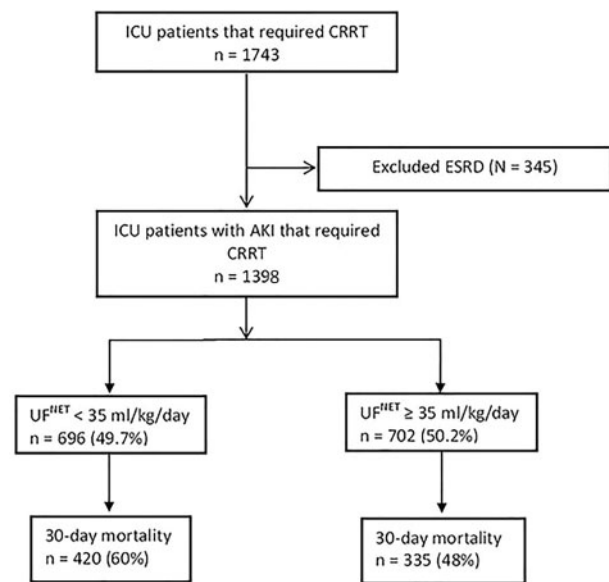 ICU patients that required CRRT
n = 1743
Excluded ESRD (N = 345)
ICU patients with AKI that required
CRRT
n = 1398
UF^NET < 35 ml/kg/day
n = 696 (49.7%)
UF^NET ≥ 35 ml/kg/day
n = 702 (50.2%)
30-day mortality
n = 420 (60%)
30-day mortality
n = 335 (48%)